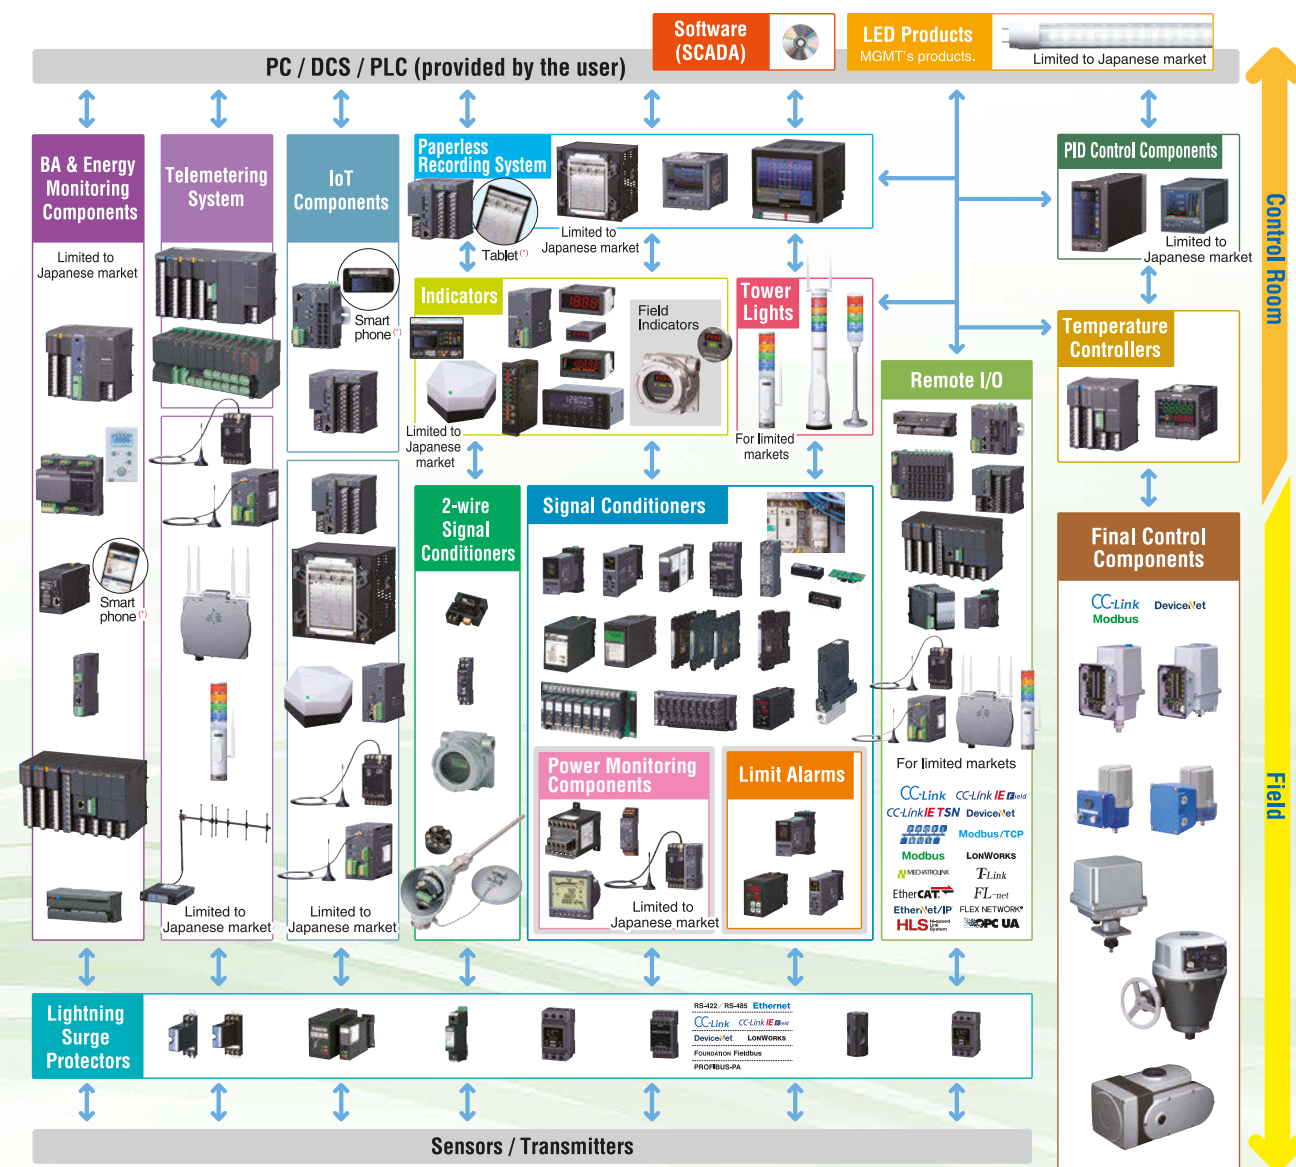 Software
(SCADA)
LED Products
MGMT's products.
Limited to Japanese market
PC / DCS / PLC (provided by the user)
BA & Energy
Monitoring
Components
Limited to
Japanese market
Smart
phone(*)
Telemetering
System
Limited to
Japanese market
IoT
Components
Smart
phone(*)
Limited to
Japanese market
Paperless
Recording System
Tablet(*)
Limited to
Japanese market
Indicators
Field
Indicators
Limited to
Japanese
market
Tower
Lights
For limited
markets
PID Control Components
Limited to
Japanese market
Temperature
Controllers
Remote I/O
For limited markets
CC-Link
CC-Link IE Field
CC-Link IE TSN
DeviceNet
Modbus/TCP
Modbus
LONWORKS
MECHATROLINK
T-Link
EtherCAT
FL-net
EtherNet/IP
FLEX NETWORK®
HLS Hi-speed Link System
OPC UA
2-wire
Signal
Conditioners
Signal Conditioners
Power Monitoring
Components
Limited to
Japanese market
Limit Alarms
Final Control
Components
CC-Link
DeviceNet
Modbus
Control Room
Field
Lightning
Surge
Protectors
RS-422／RS-485 Ethernet
CC-Link CC-Link IE Field
DeviceNet LONWORKS
FOUNDATION Fieldbus
PROFIBUS-PA
Sensors / Transmitters